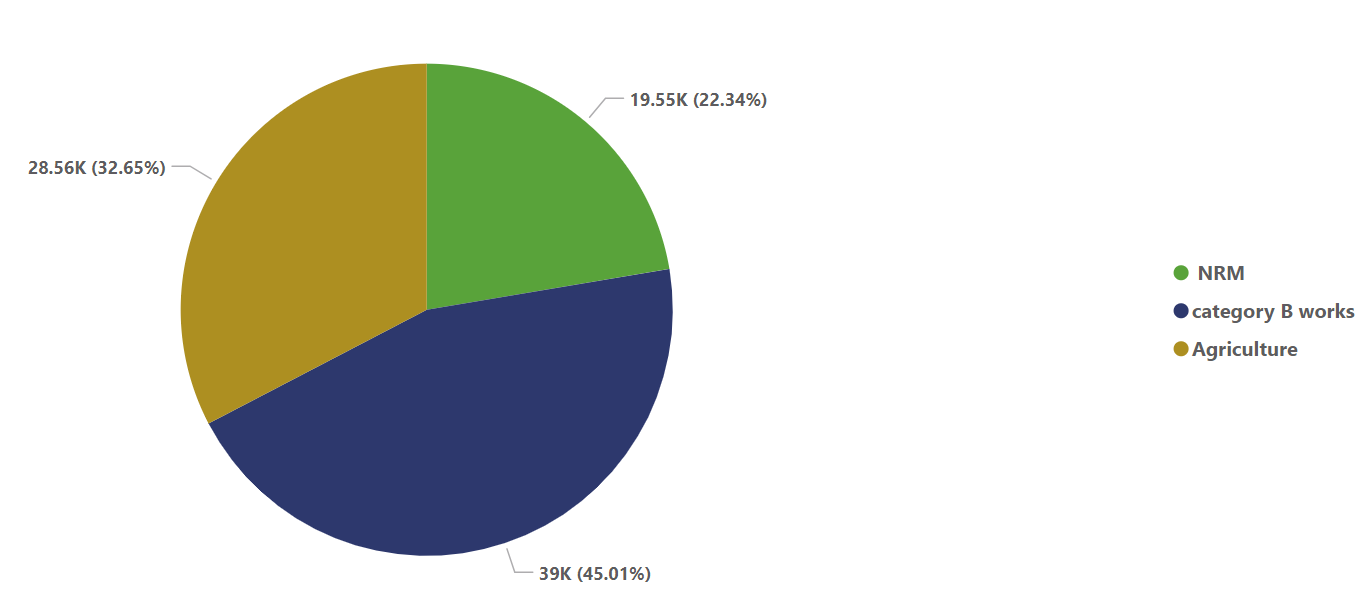 19.55K (22.34%)
28.56K (32.65%)
NRM
category B works
Agriculture
39K (45.01%)